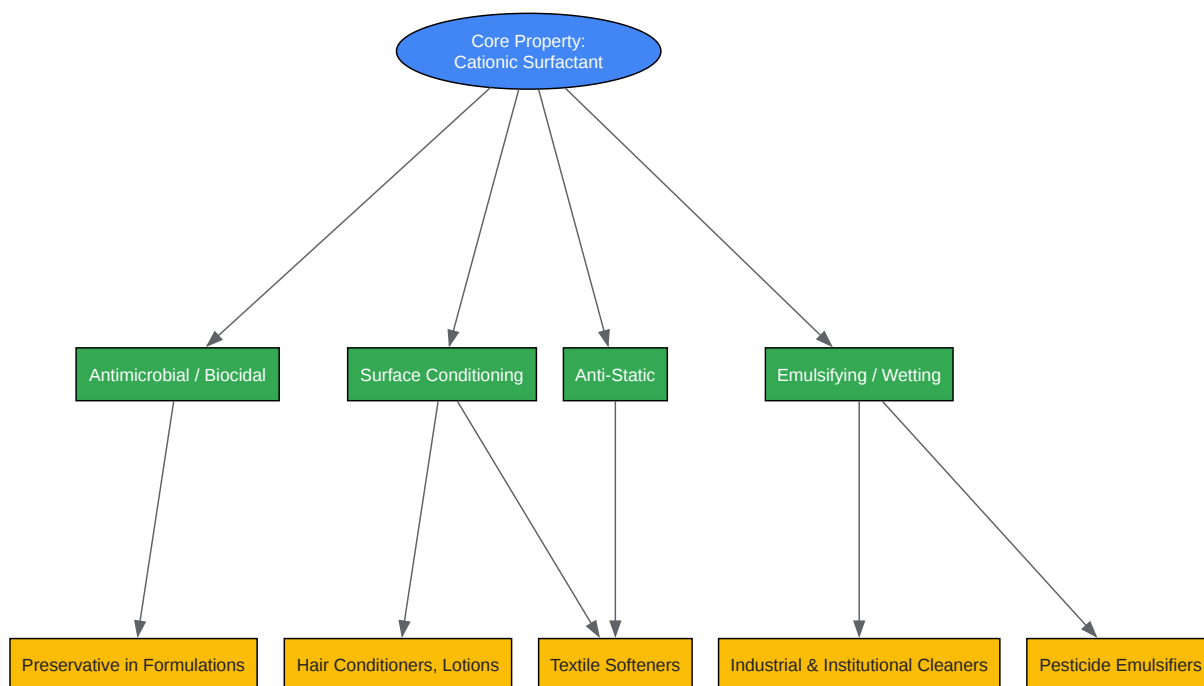 Core Property:
Cationic Surfactant
Antimicrobial / Biocidal
Surface Conditioning
Anti-Static
Emulsifying / Wetting
Preservative in Formulations
Hair Conditioners, Lotions
Textile Softeners
Industrial & Institutional Cleaners
Pesticide Emulsifiers